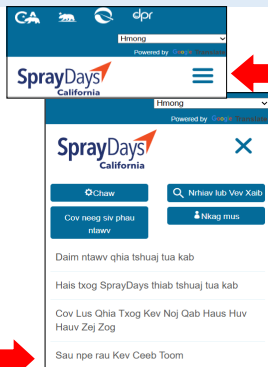 CA dpr
Hmong
Powered by Google Translate
SprayDays
California
Hmong
Powered by Google Translate
SprayDays
California
Chaw
Nrhiav lub Vev Xaib
Cov neeg siv phau
ntawv
Nkag mus
Daim ntawv qhia tshuaj tua kab
Hais txog SprayDays thiab tshuaj tua kab
Cov Lus Qhia Txog Kev Noj Qab Haus Huv
Hauv Zej Zog
Sau npe rau Kev Ceeb Toom